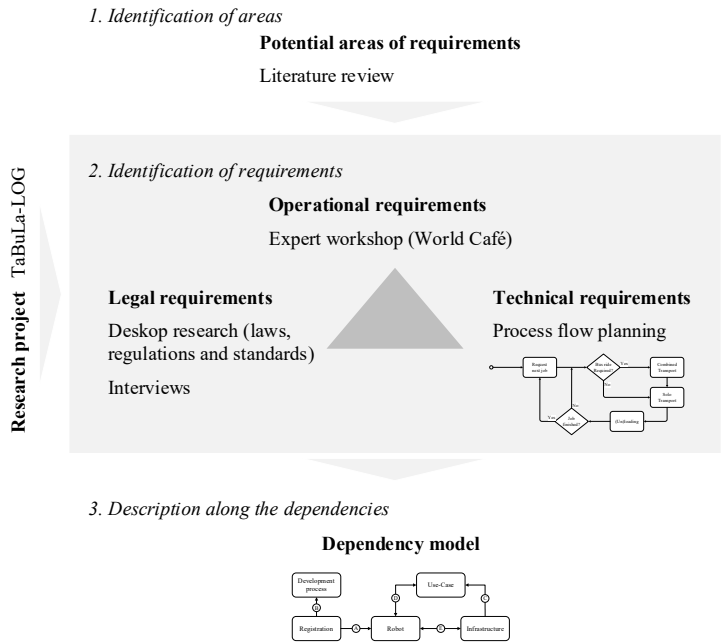 1. Identification of areas
Potential areas of requirements
Literature review
Research project TaBuLa-LOG
2. Identification of requirements
Operational requirements
Expert workshop (World Café)
Legal requirements
Deskop research (laws,
regulations and standards)
Interviews
Technical requirements
Process flow planning
Request
next job
Bus ride
Required?
Yes
Combined
Transport
No
Solo
Transport
(Un)loading
Job
finished?
No
Yes
3. Description along the dependencies
Dependency model
Development
process
Use-Case
B
D
C
Registration
A
Robot
E
Infrastructure